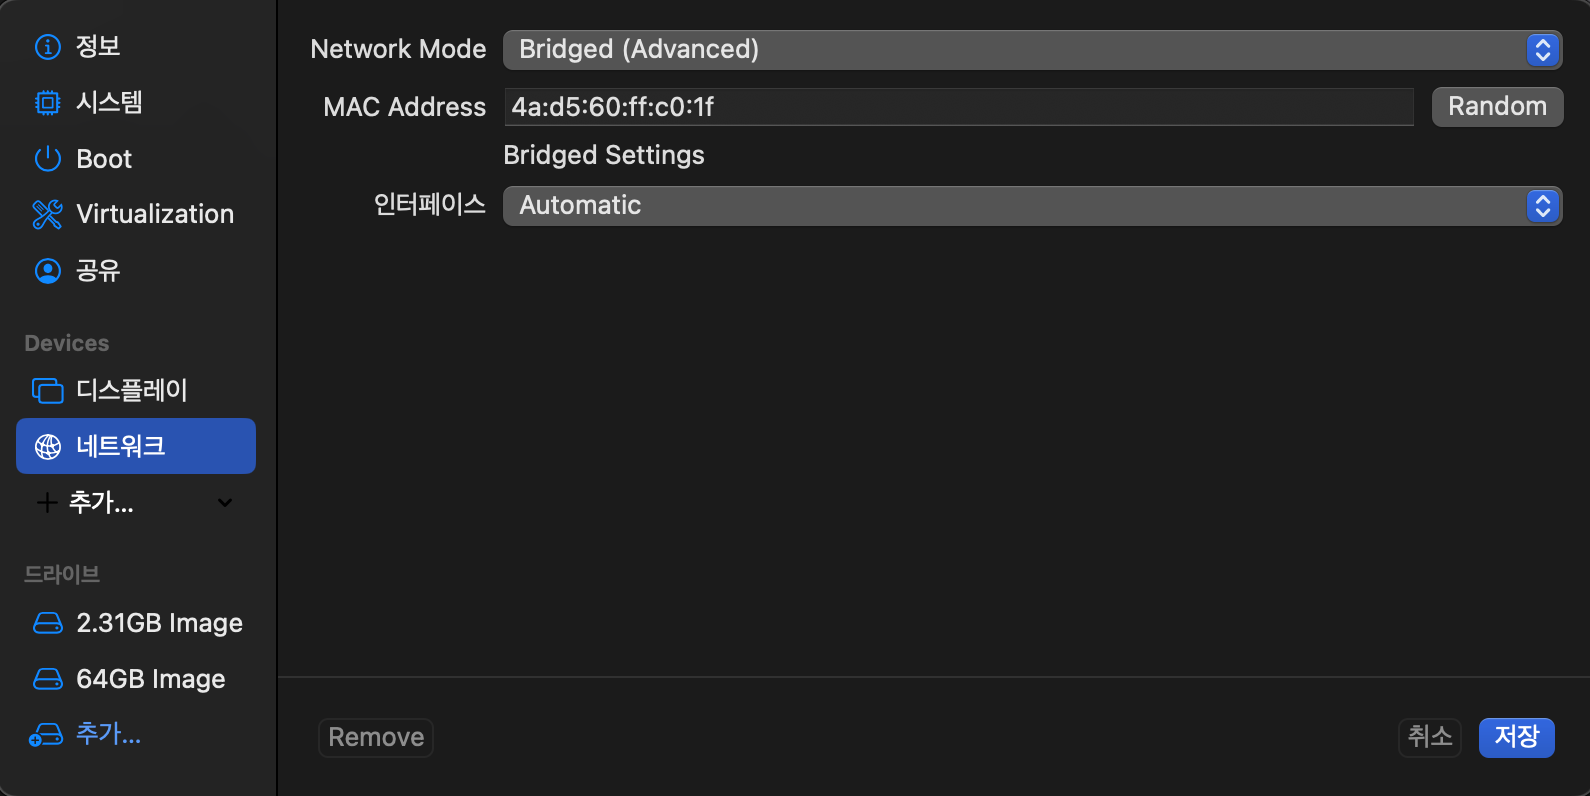 정보
시스템
Boot
Virtualization
공유
Devices
디스플레이
네트워크
추가...
드라이브
2.31GB Image
64GB Image
추가...
Network Mode Bridged (Advanced)
MAC Address 4a:d5:60:ff:c0:1f Random
Bridged Settings
인터페이스 Automatic
Remove 취소 저장